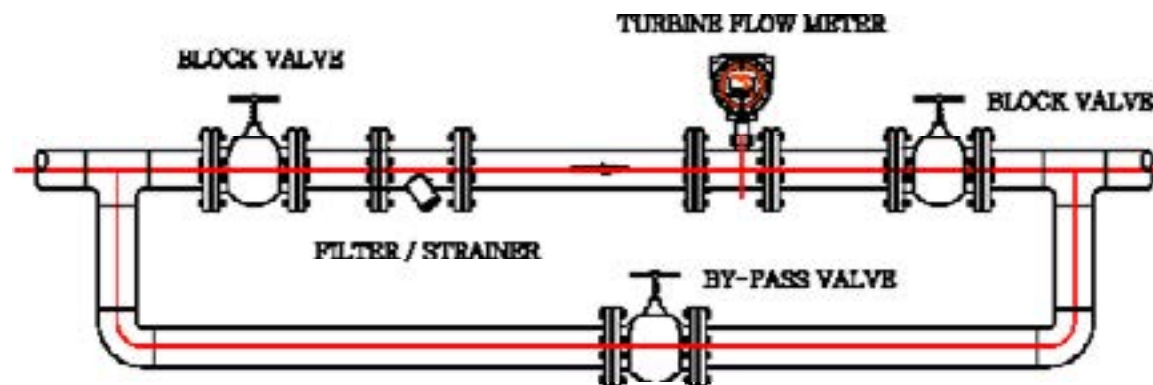 TURBINE FLOW METER
BLOCK VALVE
BLOCK VALVE
FILTER / STRAINER
BY-PASS VALVE